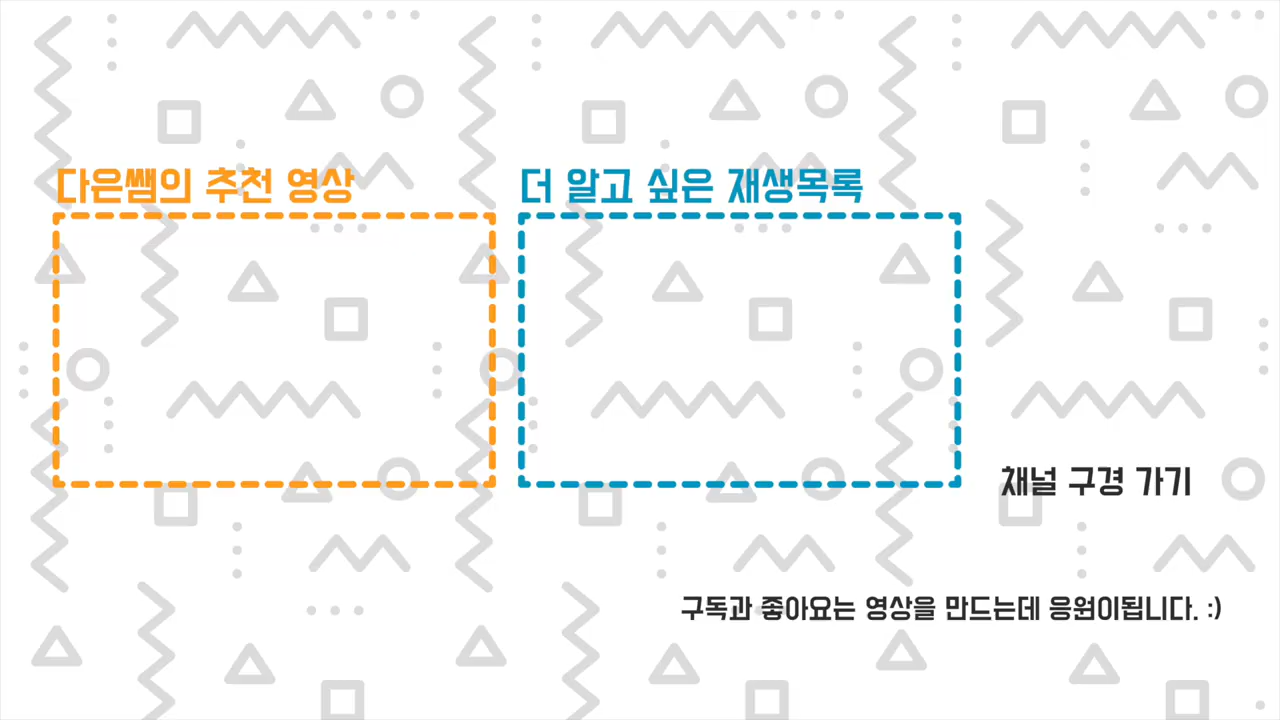 다은쌤의 추천 영상
더 알고 싶은 재생목록
채널 구경 가기
구독과 좋아요는 영상을 만드는데 응원이됩니다. :)